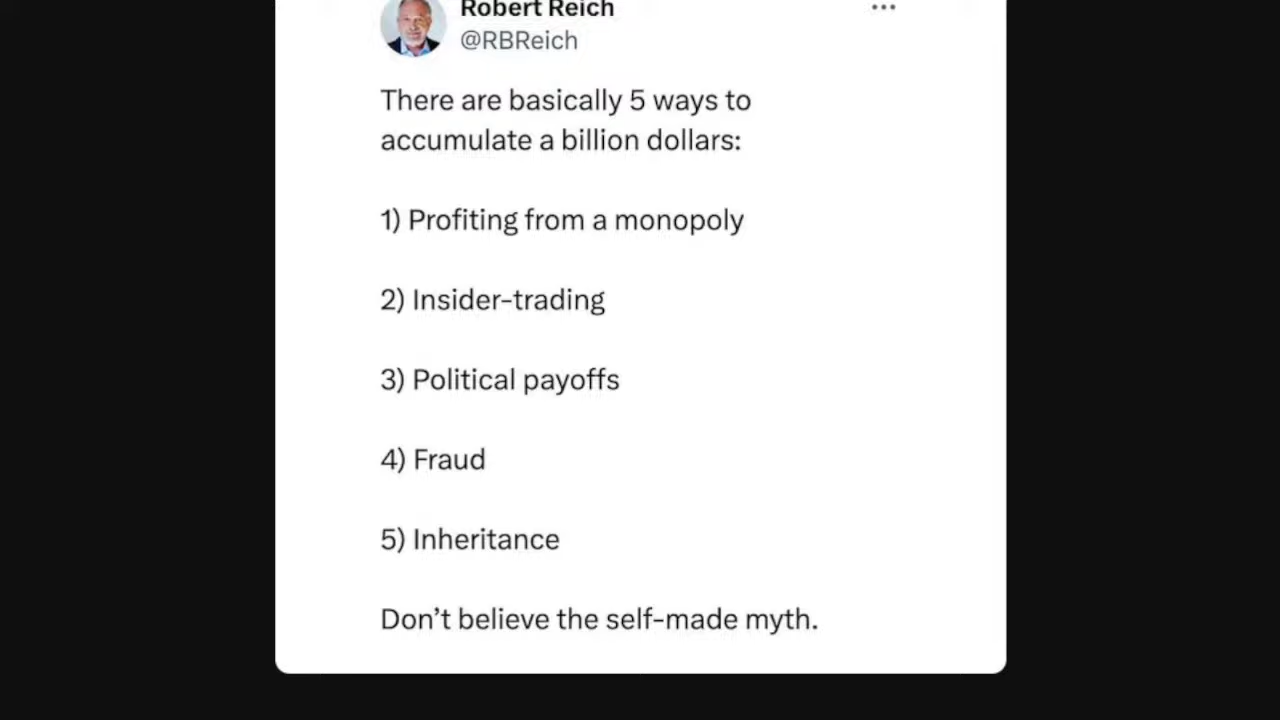 Robert Reich
@RBReich
There are basically 5 ways to
accumulate a billion dollars:
1) Profiting from a monopoly
2) Insider-trading
3) Political payoffs
4) Fraud
5) Inheritance
Don’t believe the self-made myth.